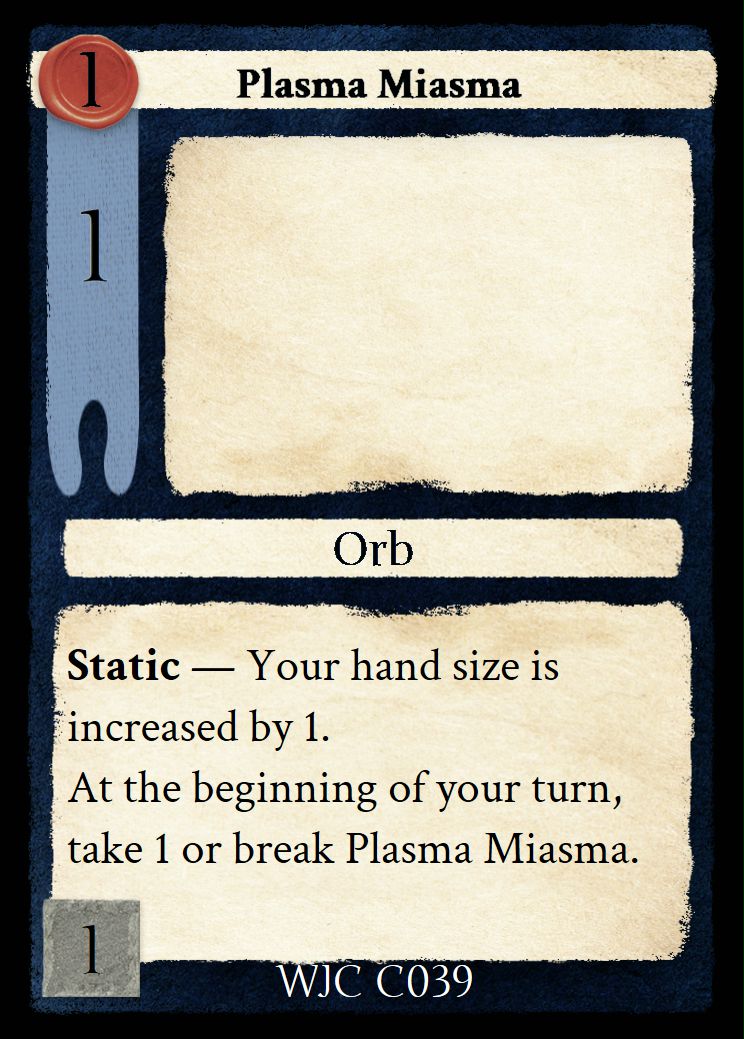 1
Plasma Miasma
1
Orb
Static — Your hand size is
increased by 1.
At the beginning of your turn,
take 1 or break Plasma Miasma.
1
WJC C039